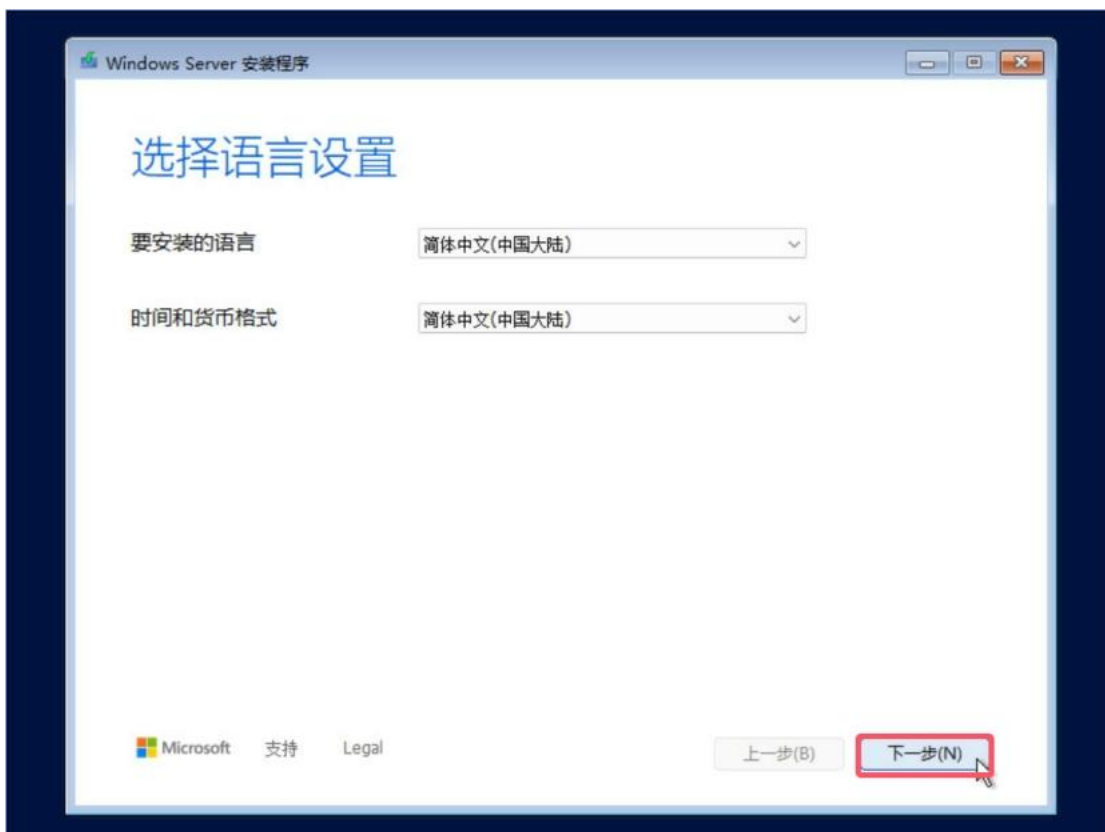 Windows Server 安装程序
选择语言设置
要安装的语言 简体中文(中国大陆)
时间和货币格式 简体中文(中国大陆)
Microsoft 支持 Legal 上一步(B) 下一步(N)